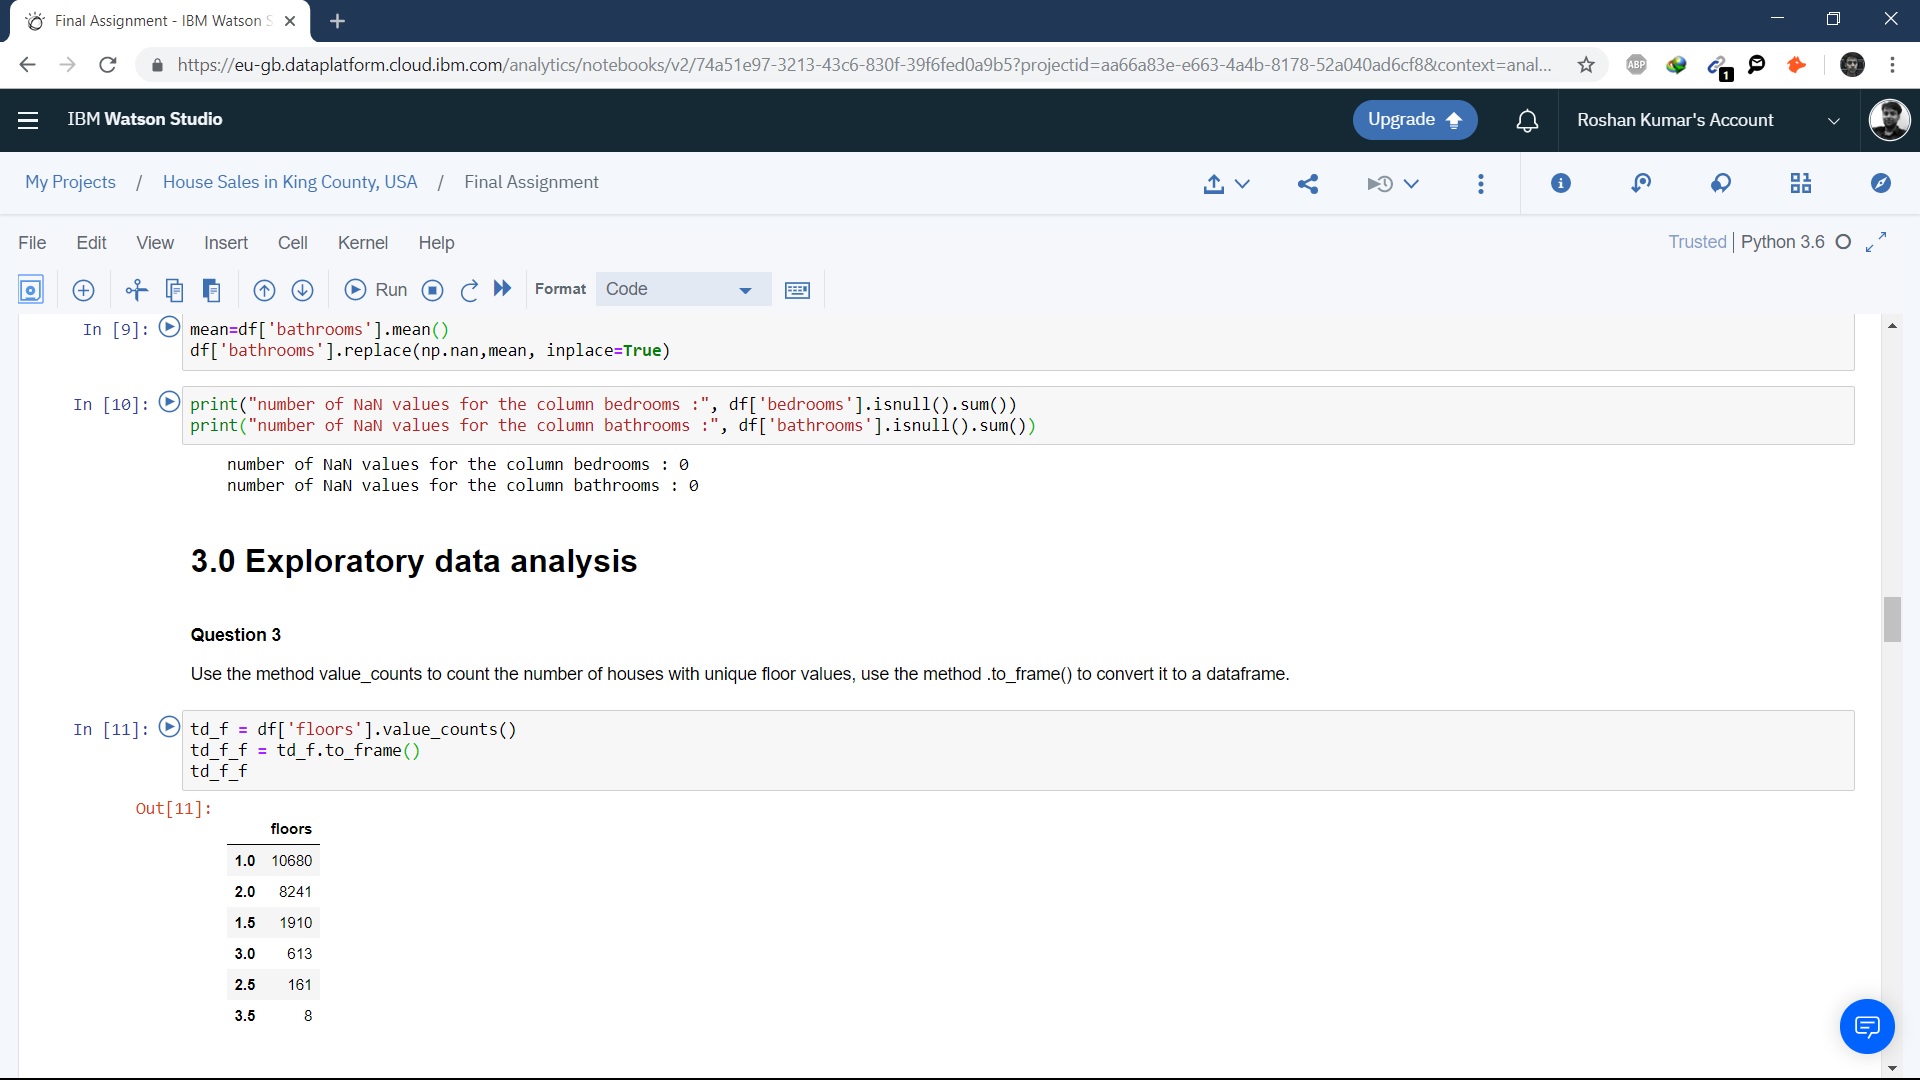 Final Assignment - IBM Watson S
https://eu-gb.dataplatform.cloud.ibm.com/analytics/notebooks/v2/74a51e97-3213-43c6-830f-39f6fed0a9b5?projectid=aa66a83e-e663-4a4b-8178-52a040ad6cf8&context=anal...
ABP
1
IBM Watson Studio
Upgrade
Roshan Kumar's Account
My Projects / House Sales in King County, USA / Final Assignment
File Edit View Insert Cell Kernel Help
Trusted | Python 3.6
Run
Format
Code
In [9]: mean=df['bathrooms'].mean()
df['bathrooms'].replace(np.nan,mean, inplace=True)
In [10]: print("number of NaN values for the column bedrooms :", df['bedrooms'].isnull().sum())
print("number of NaN values for the column bathrooms :", df['bathrooms'].isnull().sum())
number of NaN values for the column bedrooms : 0
number of NaN values for the column bathrooms : 0
3.0 Exploratory data analysis
Question 3
Use the method value_counts to count the number of houses with unique floor values, use the method .to_frame() to convert it to a dataframe.
In [11]: td_f = df['floors'].value_counts()
td_f_f = td_f.to_frame()
td_f_f
Out[11]:
floors
1.0 10680
2.0 8241
1.5 1910
3.0 613
2.5 161
3.5 8